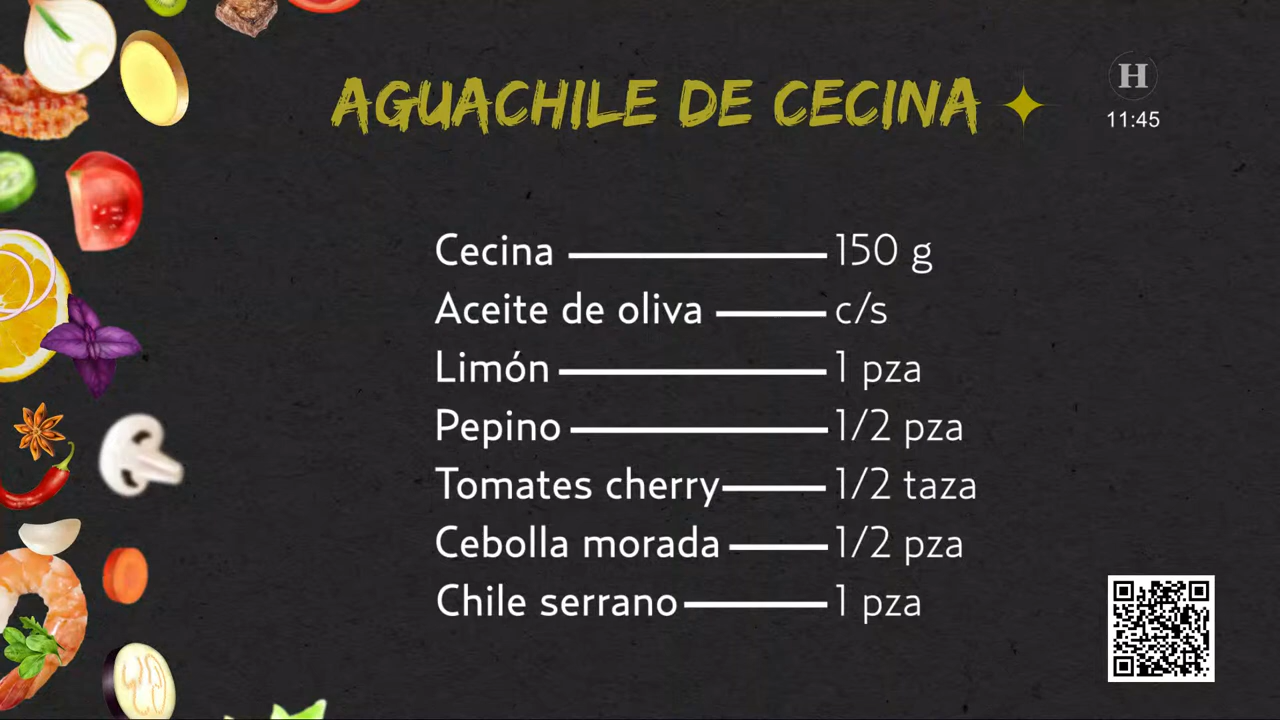 AGUACHILE DE CECINA
H
11:45
Cecina 150 g
Aceite de oliva c/s
Limón 1 pza
Pepino 1/2 pza
Tomates cherry 1/2 taza
Cebolla morada 1/2 pza
Chile serrano 1 pza